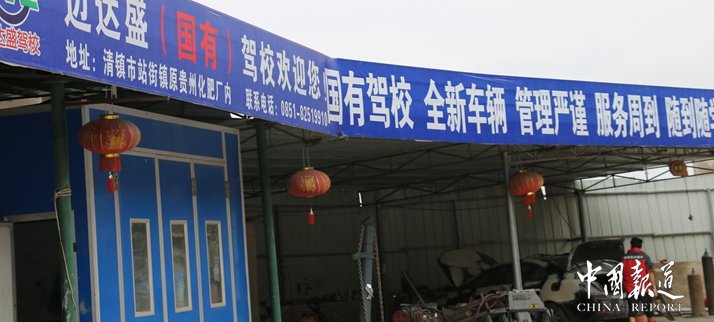 达盛驾校
迈达盛（国有）驾校欢迎您
地址：清镇市站街镇原贵州化肥厂内
联系电话：0851-82519910
国有驾校 全新车辆 管理严谨 服务周到 随到随
中国报道
CHINA REPORT